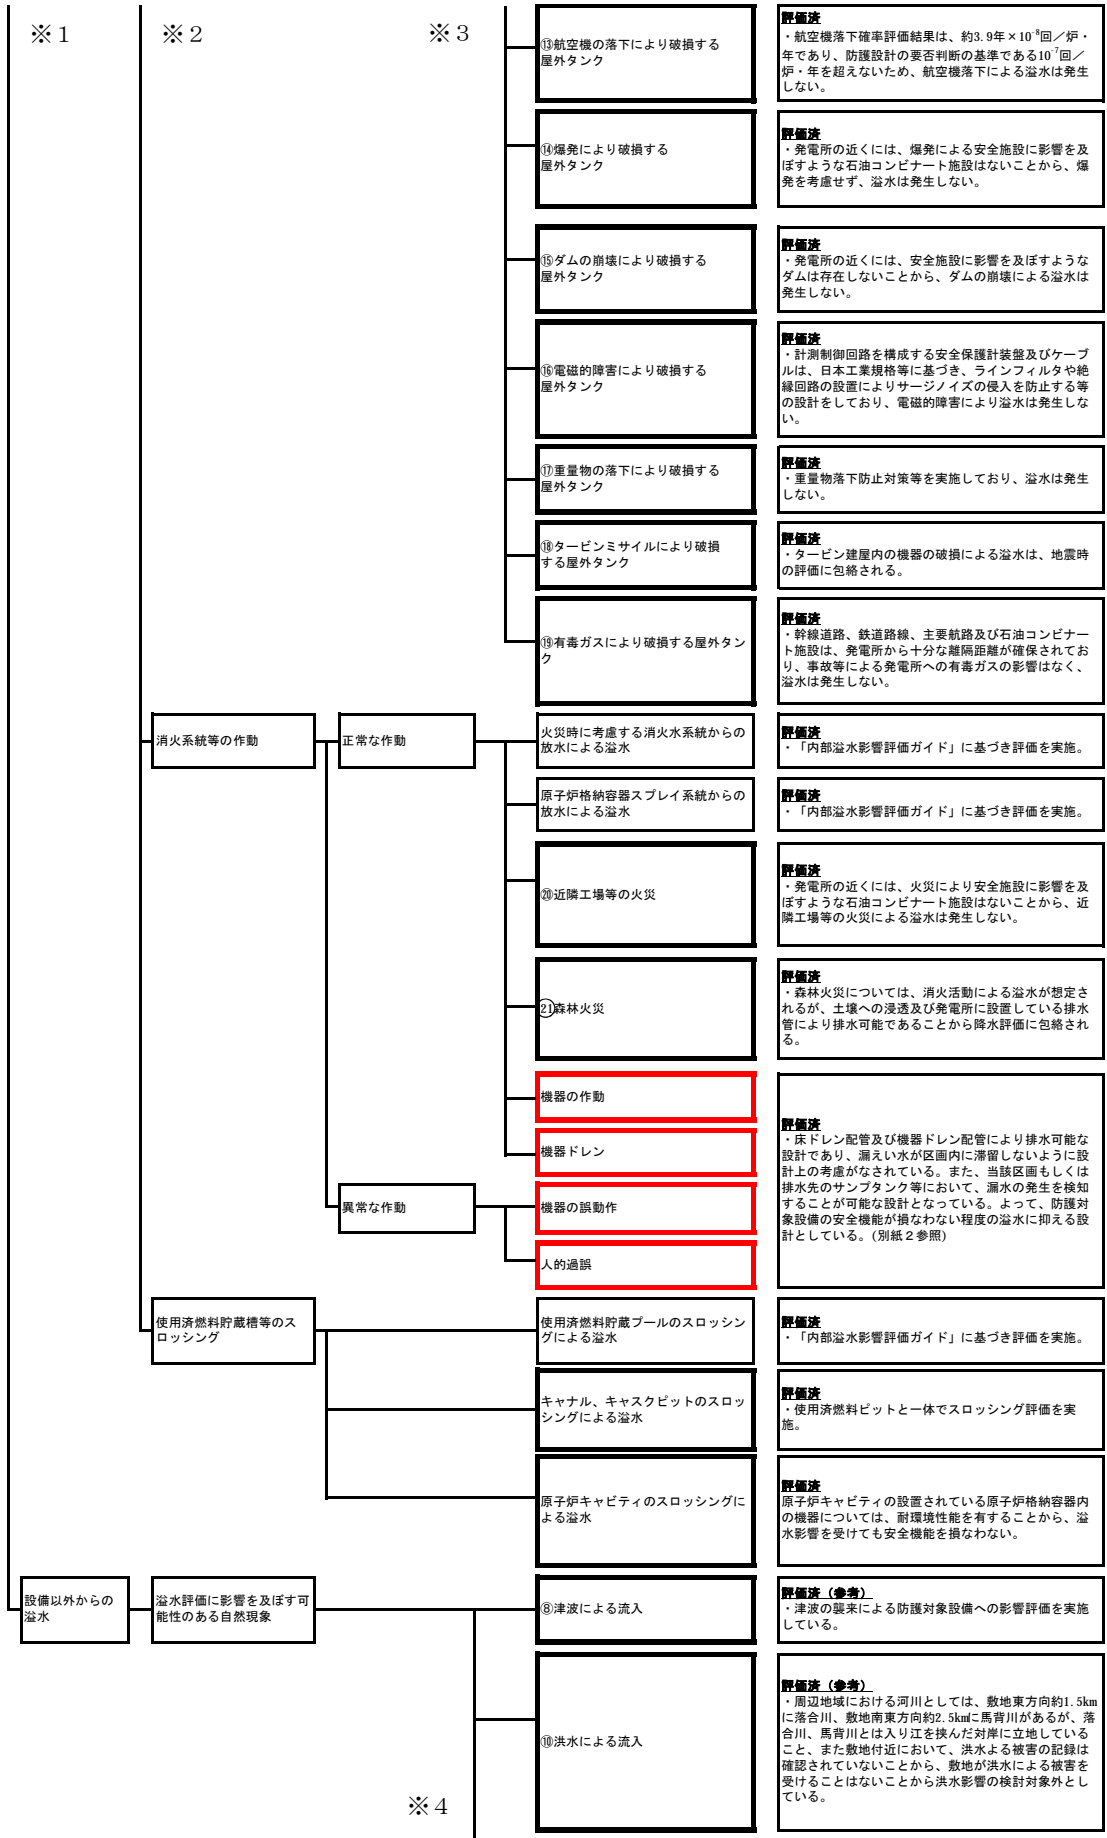 ※１
※２
※３
⑬航空機の落下により破損する
屋外タンク
評価済
・航空機落下確率評価結果は、約3.9年×10⁻⁸回／炉・
年であり、防護設計の要否判断の基準である10⁻⁷回／
炉・年を超えないため、航空機落下による溢水は発生
しない。
⑭爆発により破損する
屋外タンク
評価済
・発電所の近くには、爆発による安全施設に影響を及
ぼすような石油コンビナート施設はないことから、爆
発を考慮せず、溢水は発生しない。
⑮ダムの崩壊により破損する
屋外タンク
評価済
・発電所の近くには、安全施設に影響を及ぼすような
ダムは存在しないことから、ダムの崩壊による溢水は
発生しない。
⑯電磁的障害により破損する
屋外タンク
評価済
・計測制御回路を構成する安全保護計装盤及びケーブ
ルは、日本工業規格等に基づき、ラインフィルタや絶
縁回路の設置によりサージノイズの侵入を防止する等
の設計をしており、電磁的障害により溢水は発生しな
い。
⑰重量物の落下により破損する
屋外タンク
評価済
・重量物落下防止対策等を実施しており、溢水は発生
しない。
⑱タービンミサイルにより破損
する屋外タンク
評価済
・タービン建屋内の機器の破損による溢水は、地震時
の評価に包絡される。
⑲有毒ガスにより破損する屋外タン
ク
評価済
・幹線道路、鉄道路線、主要航路及び石油コンビナー
ト施設は、発電所から十分な離隔距離が確保されてお
り、事故等による発電所への有毒ガスの影響はなく、
溢水は発生しない。
消火系統等の作動
正常な作動
火災時に考慮する消火水系統からの
放水による溢水
評価済
・「内部溢水影響評価ガイド」に基づき評価を実施。
原子炉格納容器スプレイ系統からの
放水による溢水
評価済
・「内部溢水影響評価ガイド」に基づき評価を実施。
⑳近隣工場等の火災
評価済
・発電所の近くには、火災により安全施設に影響を及
ぼすような石油コンビナート施設はないことから、近
隣工場等の火災による溢水は発生しない。
㉑森林火災
評価済
・森林火災については、消火活動による溢水が想定さ
れるが、土壌への浸透及び発電所に設置している排水
管により排水可能であることから降水評価に包絡され
る。
機器の作動
機器ドレン
異常な作動
機器の誤動作
人的過誤
評価済
・床ドレン配管及び機器ドレン配管により排水可能な
設計であり、漏えい水が区画内に滞留しないように設
計上の考慮がなされている。また、当該区画もしくは
排水先のサンプタンク等において、漏水の発生を検知
することが可能な設計となっている。よって、防護対
象設備の安全機能が損なわない程度の溢水に抑える設
計としている。(別紙２参照)
使用済燃料貯蔵槽等のス
ロッシング
使用済燃料貯蔵プールのスロッシン
グによる溢水
評価済
・「内部溢水影響評価ガイド」に基づき評価を実施。
キャナル、キャスクピットのスロッ
シングによる溢水
評価済
・使用済燃料ピットと一体でスロッシング評価を実
施。
原子炉キャビティのスロッシングに
よる溢水
評価済
原子炉キャビティの設置されている原子炉格納容器内
の機器については、耐環境性能を有することから、溢
水影響を受けても安全機能を損なわない。
設備以外からの
溢水
溢水評価に影響を及ぼす可
能性のある自然現象
⑧津波による流入
評価済（参考）
・津波の襲来による防護対象設備への影響評価を実施
している。
⑩洪水による流入
評価済（参考）
・周辺地域における河川としては、敷地東方向約1.5km
に落合川、敷地南東方向約2.5kmに馬背川があるが、落
合川、馬背川とは入り江を挟んだ対岸に立地している
こと、また敷地付近において、洪水よる被害の記録は
確認されていないことから、敷地が洪水による被害を
受けることはないことから洪水影響の検討対象外とし
ている。
※４